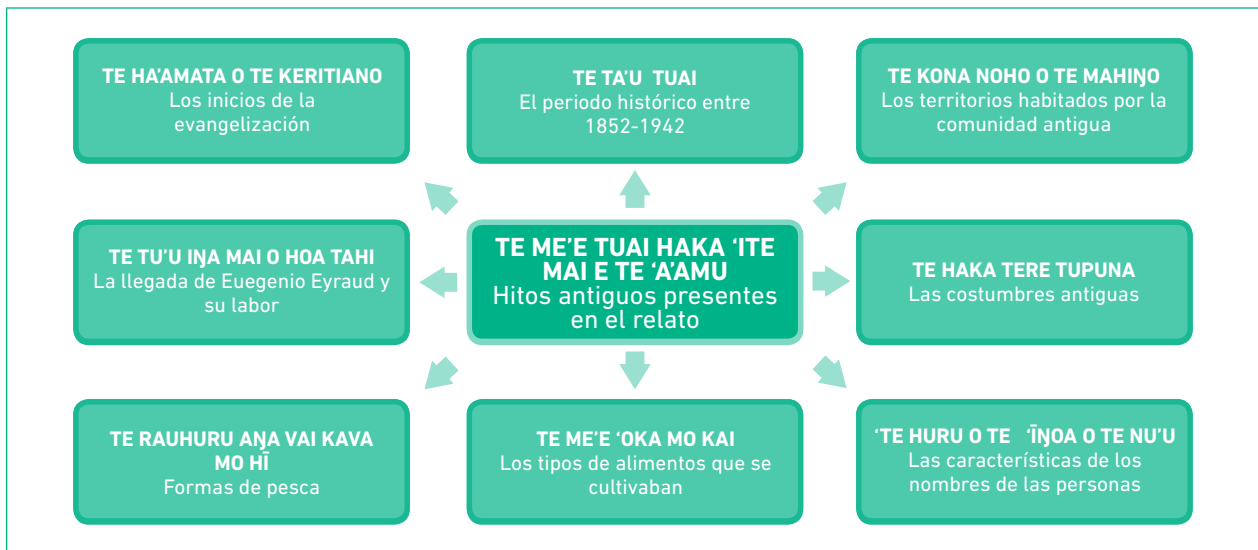 TE HA'AMATA O TE KERITIANO
Los inicios de la
evangelización
TE TA'U TUAI
El periodo histórico entre
1852-1942
TE KONA NOHO O TE MAHIŊO
Los territorios habitados por la
comunidad antigua
TE TU'U IŊA MAI O HOA TAHI
La llegada de Euegenio Eyraud y
su labor
TE ME'E TUAI HAKA 'ITE
MAI E TE 'A'AMU
Hitos antiguos presentes
en el relato
TE HAKA TERE TUPUNA
Las costumbres antiguas
TE RAUHURU AŊA VAI KAVA
MO HĪ
Formas de pesca
TE ME'E 'OKA MO KAI
Los tipos de alimentos que se
cultivaban
'TE HURU O TE 'ĪŊOA O TE NU'U
Las características de los
nombres de las personas